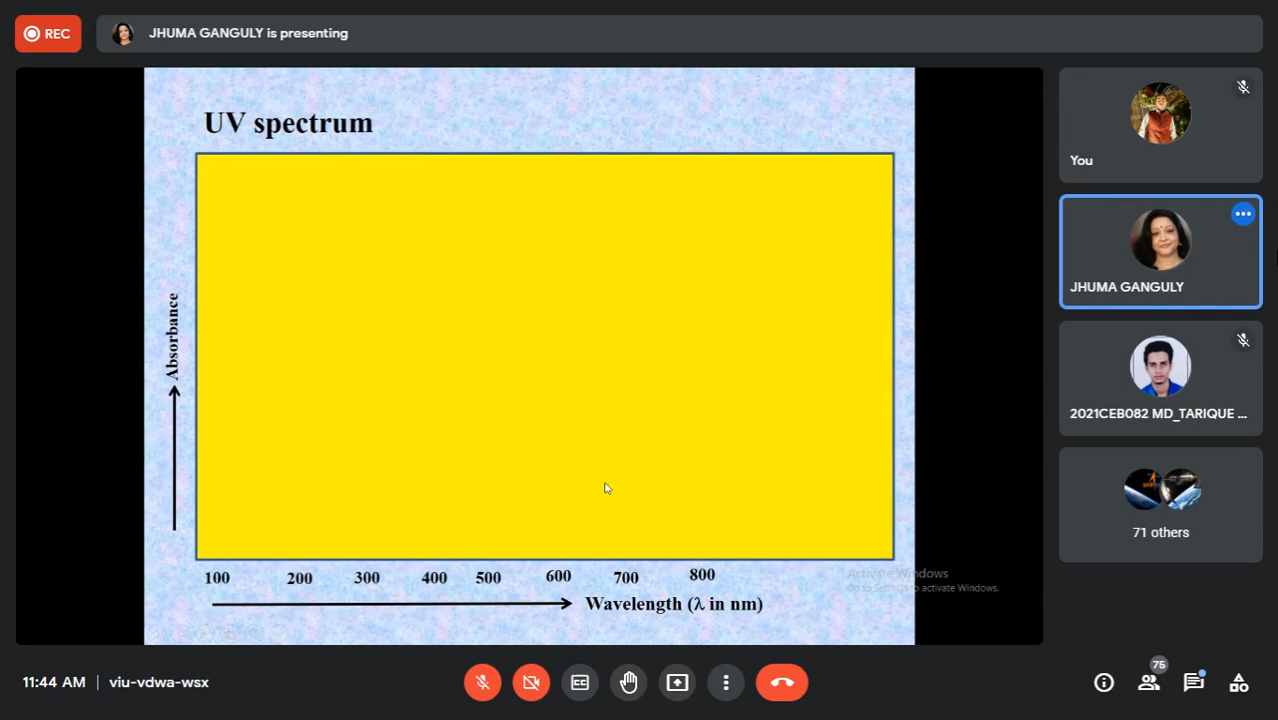 REC
JHUMA GANGULY is presenting
UV spectrum
Absorbance
100 200 300 400 500 600 700 800
Wavelength (λ in nm)
Activate Windows
Go to Settings to activate Windows.
You
JHUMA GANGULY
2021CEB082 MD_TARIQUE ...
71 others
11:44 AM | viu-vdwa-wsx
CC
75